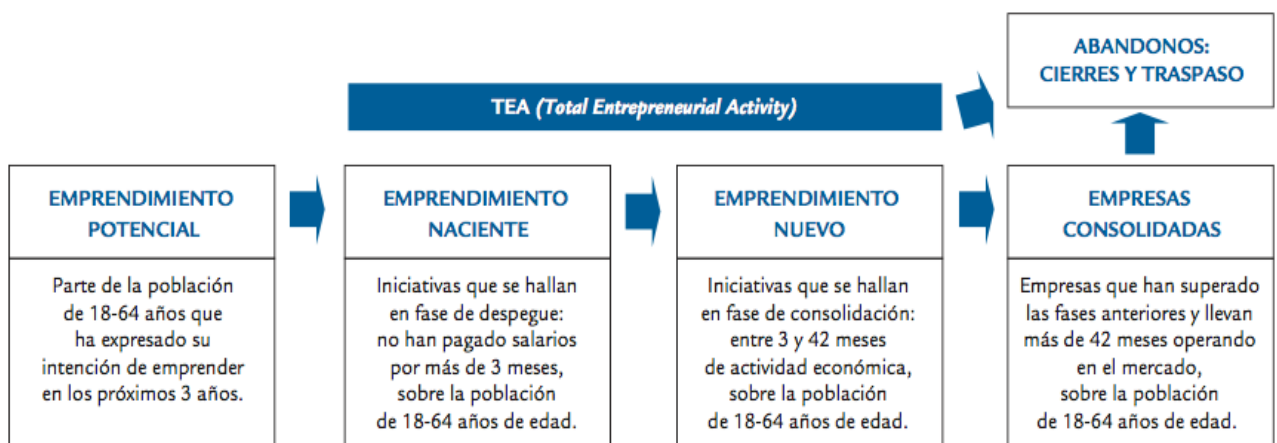 ABANDONOS:
CIERRES Y TRASPASO
TEA (Total Entrepreneurial Activity)
EMPRENDIMIENTO
POTENCIAL
Parte de la población
de 18-64 años que
ha expresado su
intención de emprender
en los próximos 3 años.
EMPRENDIMIENTO
NACIENTE
Iniciativas que se hallan
en fase de despegue:
no han pagado salarios
por más de 3 meses,
sobre la población
de 18-64 años de edad.
EMPRENDIMIENTO
NUEVO
Iniciativas que se hallan
en fase de consolidación:
entre 3 y 42 meses
de actividad económica,
sobre la población
de 18-64 años de edad.
EMPRESAS
CONSOLIDADAS
Empresas que han superado
las fases anteriores y llevan
más de 42 meses operando
en el mercado,
sobre la población
de 18-64 años de edad.